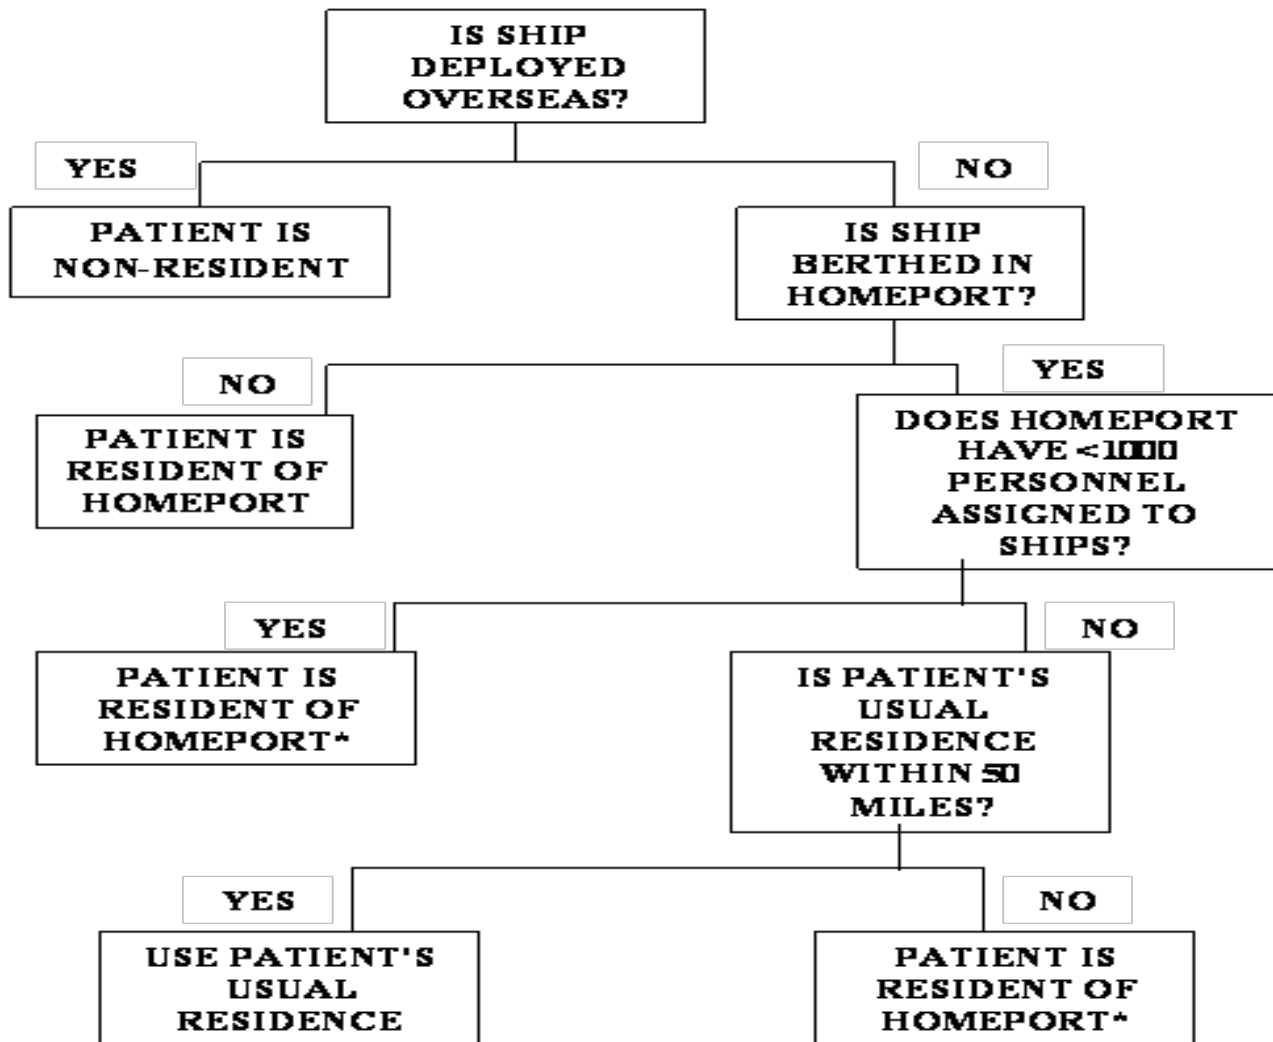 IS SHIP
DEPLOYED
OVERSEAS?
YES
NO
PATIENT IS
NON-RESIDENT
IS SHIP
BERTHED IN
HOMEPORT?
NO
YES
PATIENT IS
RESIDENT OF
HOMEPORT
DOES HOMEPORT
HAVE <1000
PERSONNEL
ASSIGNED TO
SHIPS?
YES
NO
PATIENT IS
RESIDENT OF
HOMEPORT*
IS PATIENT'S
USUAL
RESIDENCE
WITHIN 50
MILES?
YES
NO
USE PATIENT'S
USUAL
RESIDENCE
PATIENT IS
RESIDENT OF
HOMEPORT*